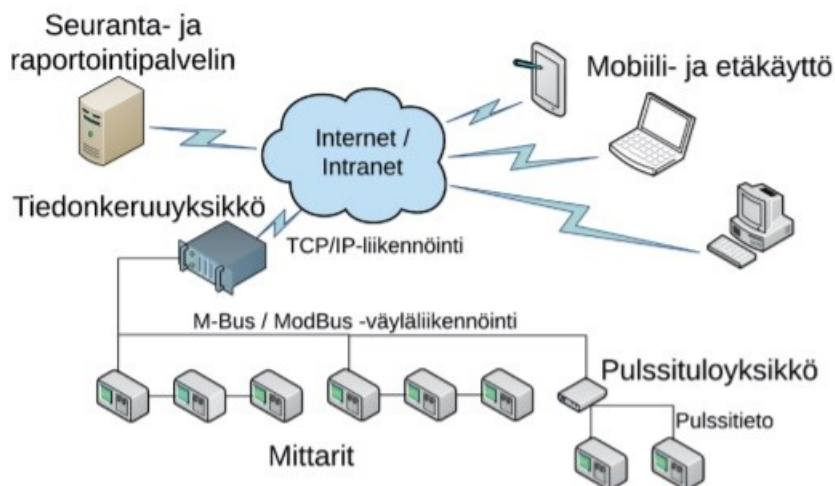 Seuranta- ja
raportointipalvelin
Mobiili- ja etäkäyttö
Internet /
Intranet
Tiedonkeruuyksikkö
TCP/IP-liikennöinti
M-Bus / ModBus -väyläliikennöinti
Pulssituloyksikkö
Pulssitieto
Mittarit